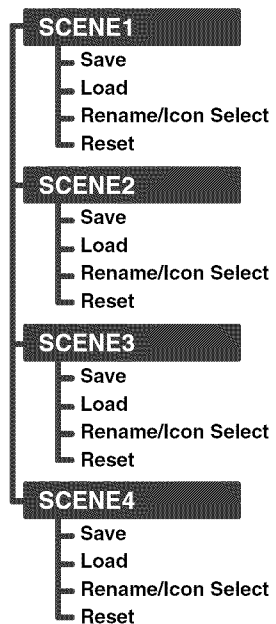 SCENE1
Save
Load
Rename/Icon Select
Reset
SCENE2
Save
Load
Rename/Icon Select
Reset
SCENE3
Save
Load
Rename/Icon Select
Reset
SCENE4
Save
Load
Rename/Icon Select
Reset